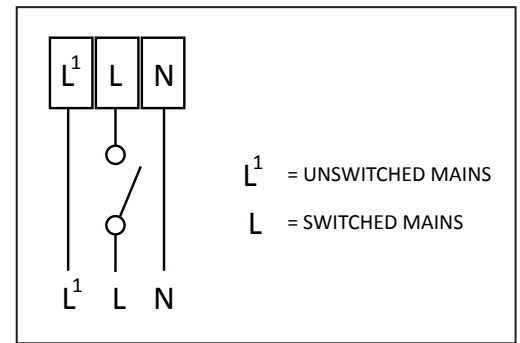 L¹ L N
L¹ = UNSWITCHED MAINS
L = SWITCHED MAINS
L¹ L N